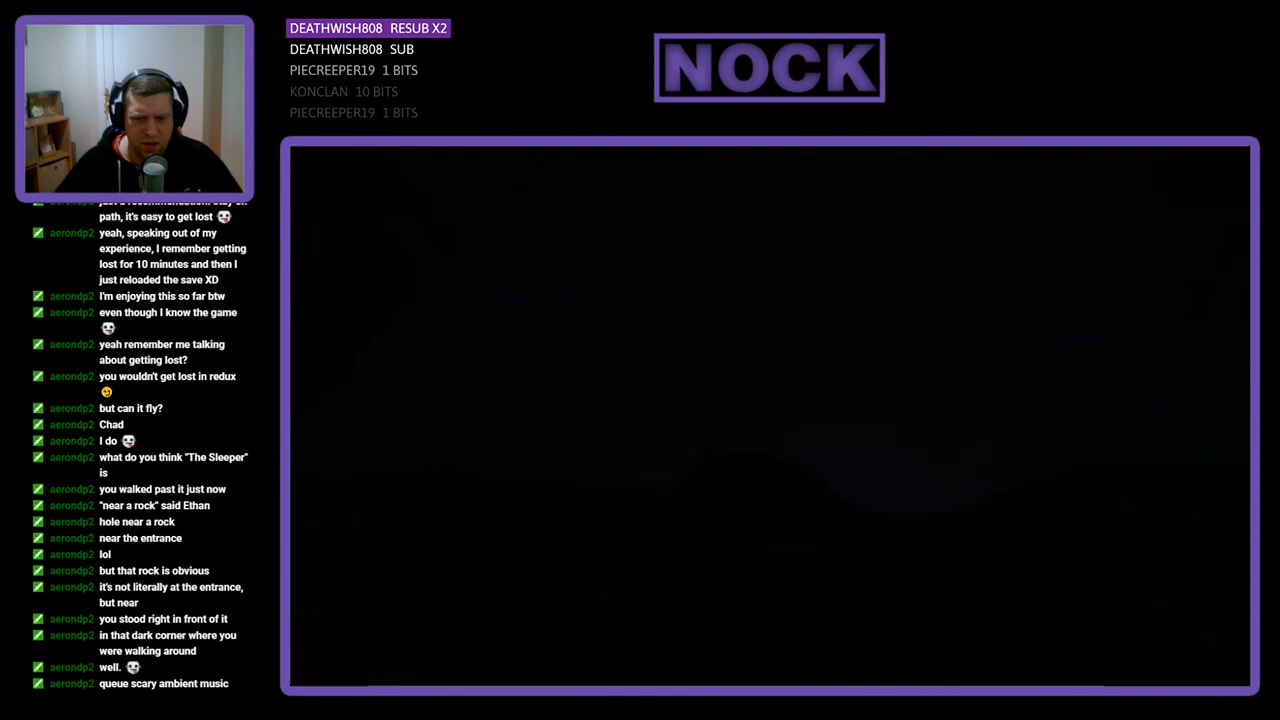 DEATHWISH808 RESUB X2
DEATHWISH808 SUB
PIECREEPER19 1 BITS
KONCLAN 10 BITS
PIECREEPER19 1 BITS
NOCK
path, it's easy to get lost
aerondp2 yeah, speaking out of my
experience, I remember getting
lost for 10 minutes and then I
just reloaded the save XD
aerondp2 I'm enjoying this so far btw
aerondp2 even though I know the game
aerondp2 yeah remember me talking
about getting lost?
aerondp2 you wouldn't get lost in redux
aerondp2 but can it fly?
aerondp2 Chad
aerondp2 I do
aerondp2 what do you think "The Sleeper"
is
aerondp2 you walked past it just now
aerondp2 "near a rock" said Ethan
aerondp2 hole near a rock
aerondp2 near the entrance
aerondp2 lol
aerondp2 but that rock is obvious
aerondp2 it's not literally at the entrance,
but near
aerondp2 you stood right in front of it
aerondp2 in that dark corner where you
were walking around
aerondp2 well.
aerondp2 queue scary ambient music